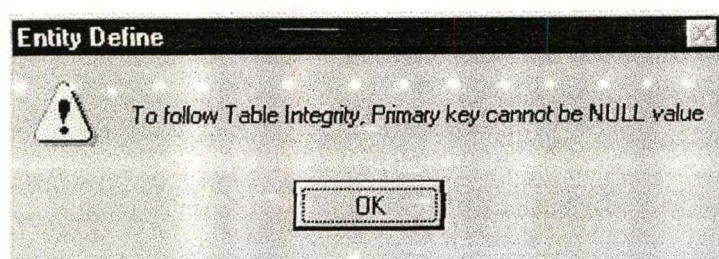 Entity Define
To follow Table Integrity, Primary key cannot be NULL value
OK